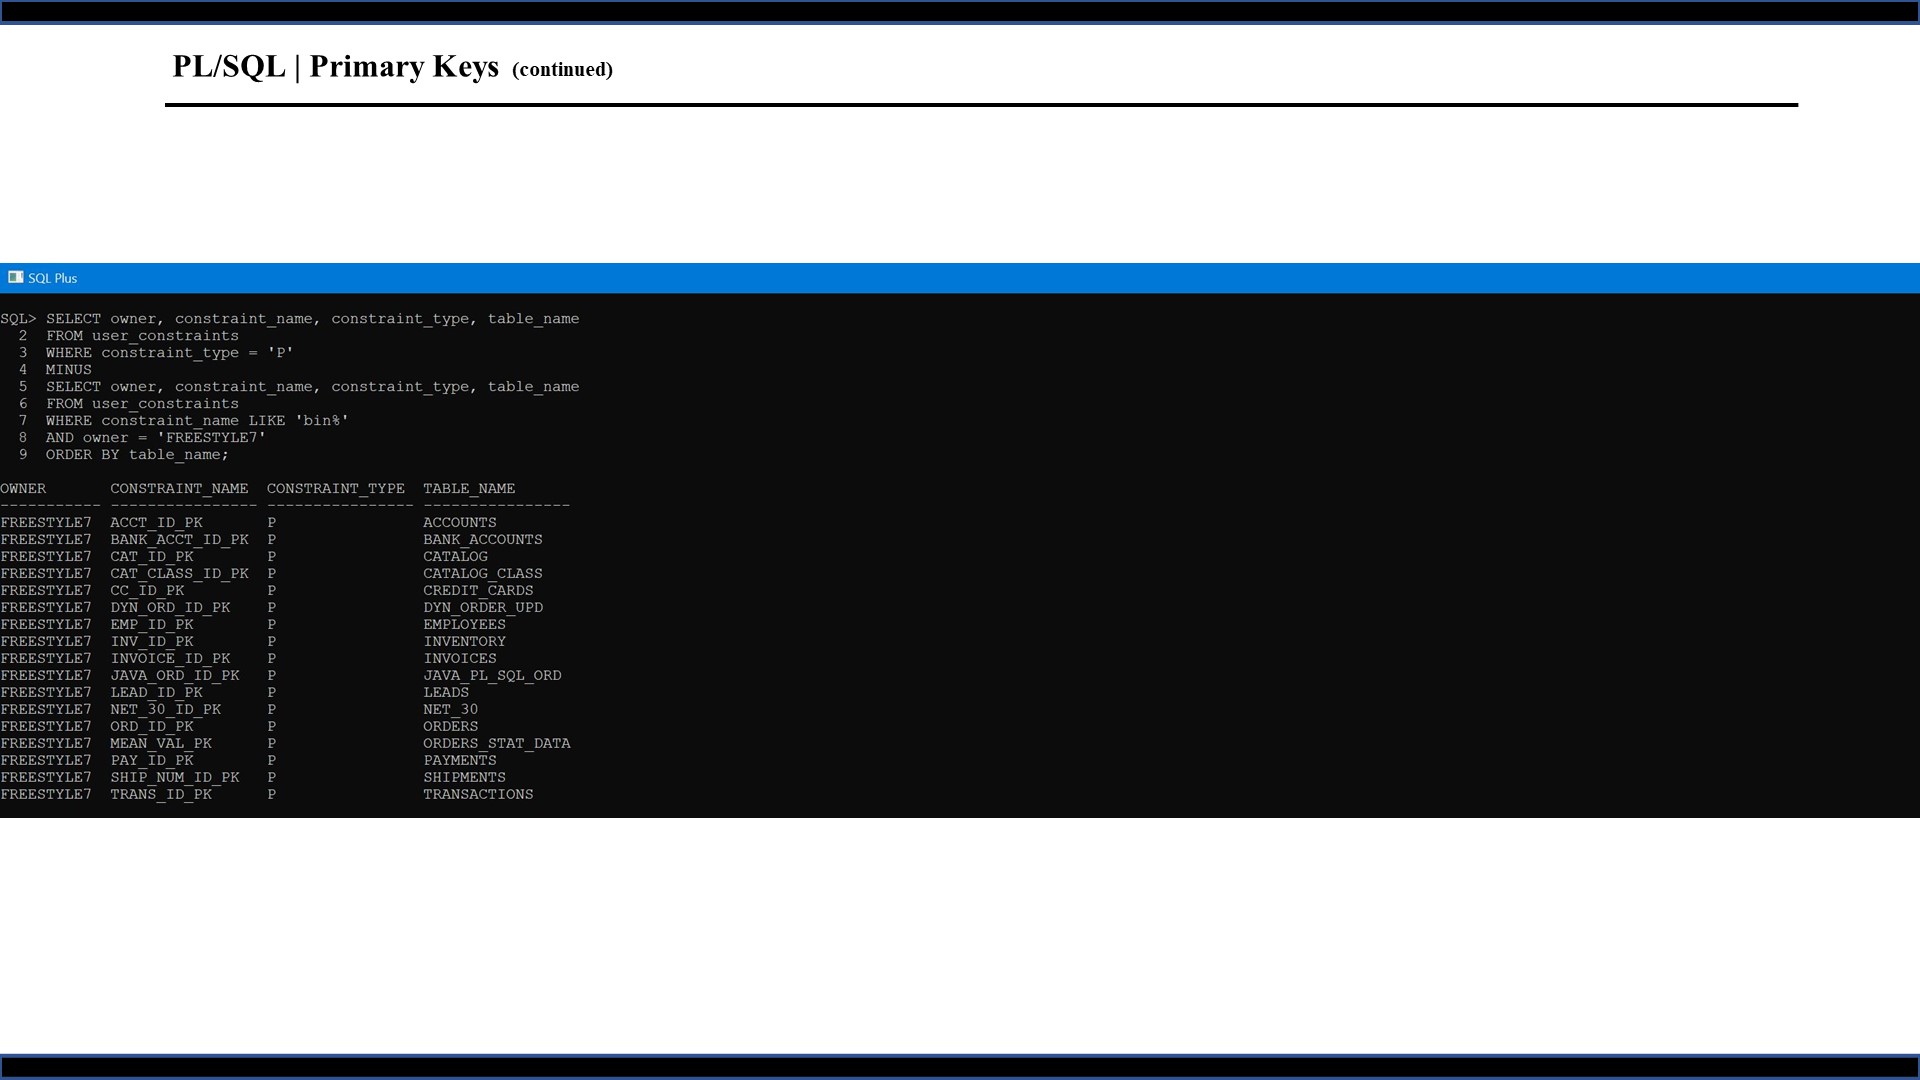 PL/SQL | Primary Keys (continued)
SQL Plus
SQL> SELECT owner, constraint_name, constraint_type, table_name
  2  FROM user_constraints
  3  WHERE constraint_type = 'P'
  4  MINUS
  5  SELECT owner, constraint_name, constraint_type, table_name
  6  FROM user_constraints
  7  WHERE constraint_name LIKE 'bin%'
  8  AND owner = 'FREESTYLE7'
  9  ORDER BY table_name;
OWNER       CONSTRAINT_NAME  CONSTRAINT_TYPE  TABLE_NAME
----------- ---------------- ---------------- ----------------
FREESTYLE7  ACCT_ID_PK       P                ACCOUNTS
FREESTYLE7  BANK_ACCT_ID_PK  P                BANK_ACCOUNTS
FREESTYLE7  CAT_ID_PK        P                CATALOG
FREESTYLE7  CAT_CLASS_ID_PK  P                CATALOG_CLASS
FREESTYLE7  CC_ID_PK         P                CREDIT_CARDS
FREESTYLE7  DYN_ORD_ID_PK    P                DYN_ORDER_UPD
FREESTYLE7  EMP_ID_PK        P                EMPLOYEES
FREESTYLE7  INV_ID_PK        P                INVENTORY
FREESTYLE7  INVOICE_ID_PK    P                INVOICES
FREESTYLE7  JAVA_ORD_ID_PK   P                JAVA_PL_SQL_ORD
FREESTYLE7  LEAD_ID_PK       P                LEADS
FREESTYLE7  NET_30_ID_PK     P                NET_30
FREESTYLE7  ORD_ID_PK        P                ORDERS
FREESTYLE7  MEAN_VAL_PK      P                ORDERS_STAT_DATA
FREESTYLE7  PAY_ID_PK        P                PAYMENTS
FREESTYLE7  SHIP_NUM_ID_PK   P                SHIPMENTS
FREESTYLE7  TRANS_ID_PK      P                TRANSACTIONS